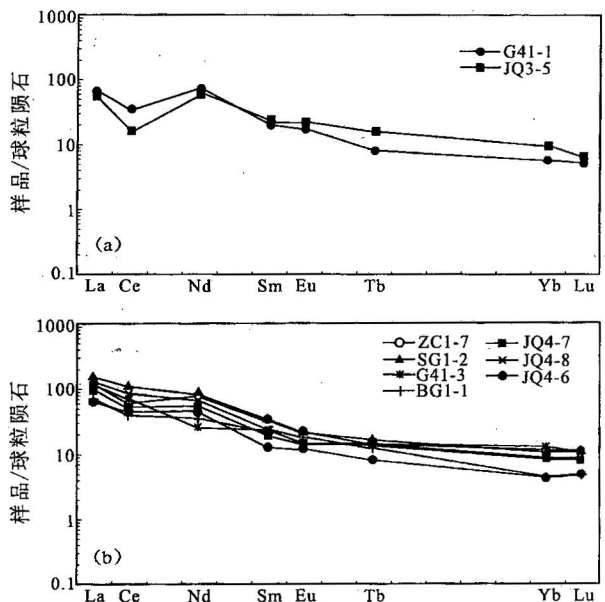 1000
100
10
1
0.1
样品/球粒陨石
G41-1
JQ3-5
(a)
La Ce Nd Sm Eu Tb Yb Lu
1000
100
10
1
0.1
样品/球粒陨石
ZC1-7 JQ4-7
SG1-2 JQ4-8
G41-3 JQ4-6
BG1-1
(b)
La Ce Nd Sm Eu Tb Yb Lu